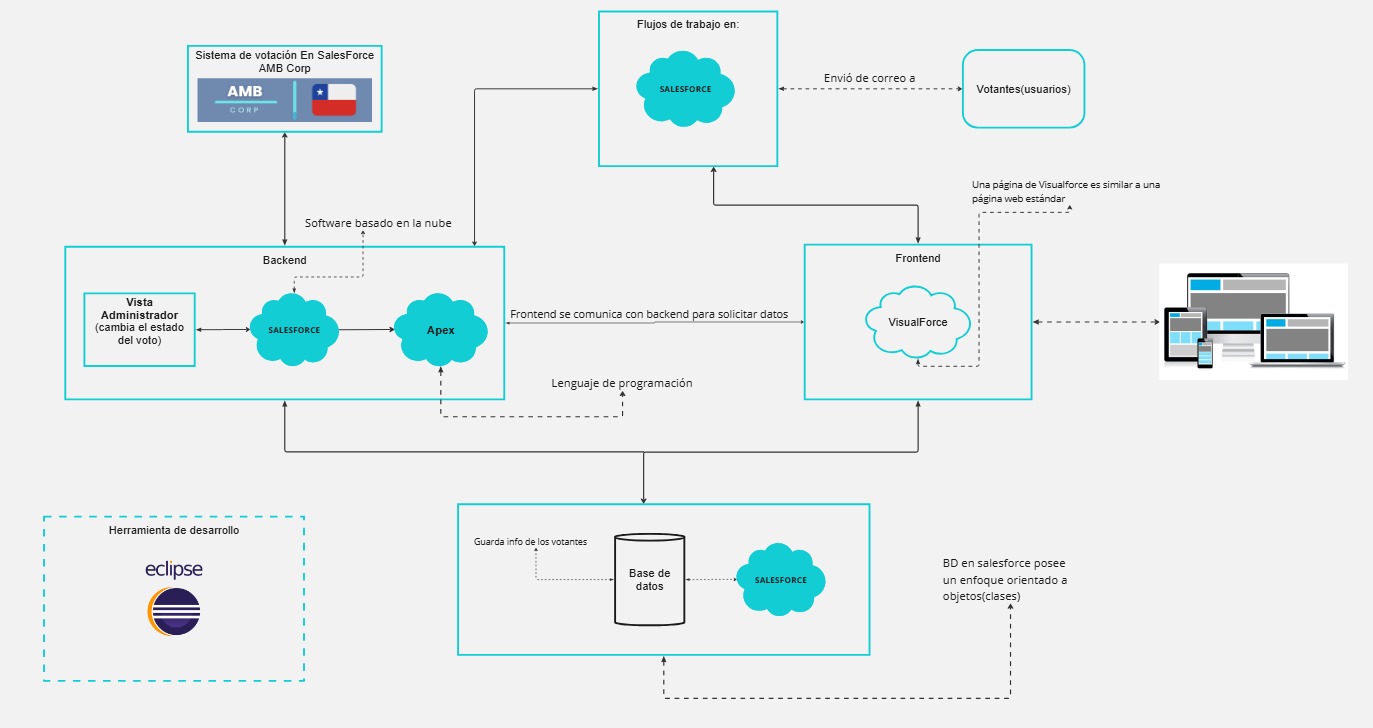 Flujos de trabajo en:
SALESFORCE
Sistema de votación En SalesForce
AMB Corp
AMB
CORP
Envió de correo a
Votantes(usuarios)
Una página de Visualforce es similar a una
página web estándar
Software basado en la nube
Backend
Vista
Administrador
(cambia el estado
del voto)
SALESFORCE
Apex
Frontend se comunica con backend para solicitar datos
Frontend
VisualForce
Lenguaje de programación
Herramienta de desarrollo
eclipse
Guarda info de los votantes
Base de
datos
SALESFORCE
BD en salesforce posee
un enfoque orientado a
objetos(clases)